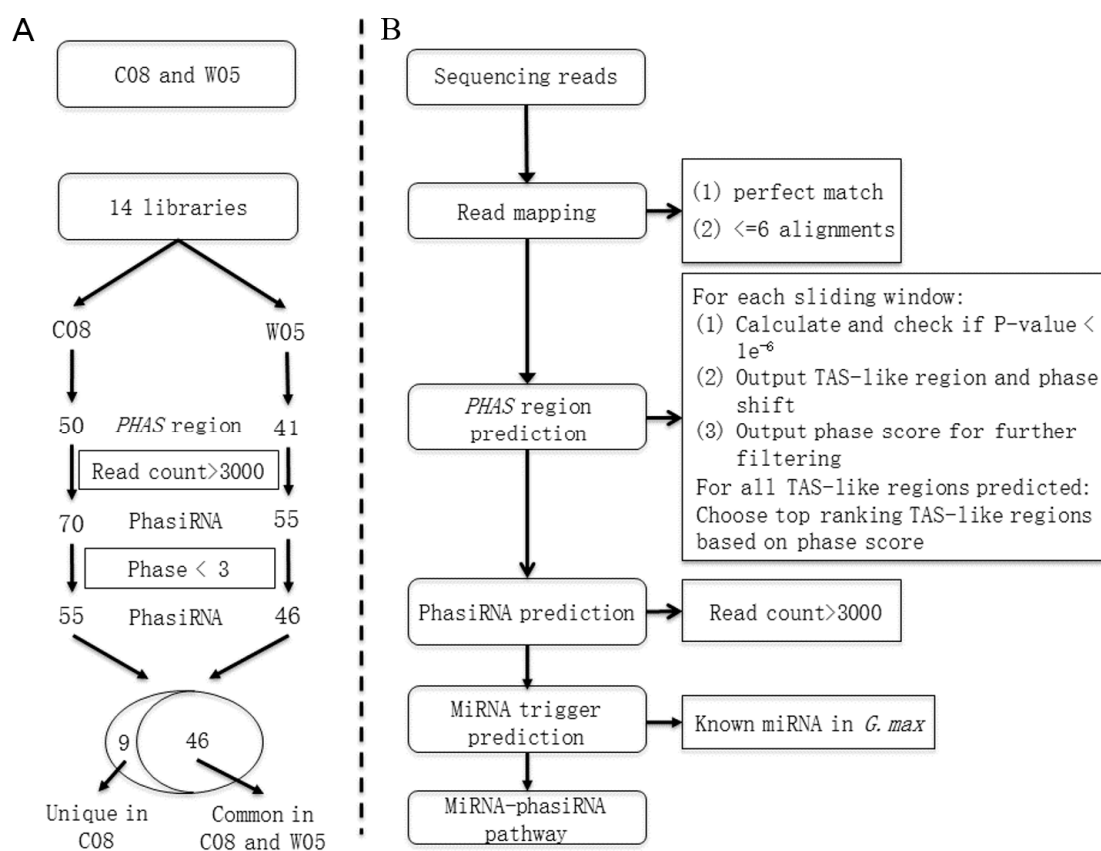 A
C08 and W05
14 libraries
C08
W05
50
PHAS region
41
Read count>3000
70
PhasiRNA
55
Phase < 3
55
PhasiRNA
46
9
46
Unique in
C08
Common in
C08 and W05
B
Sequencing reads
Read mapping
(1) perfect match
(2) <=6 alignments
PHAS region
prediction
For each sliding window:
(1) Calculate and check if P-value <
1e⁻⁶
(2) Output TAS-like region and phase
shift
(3) Output phase score for further
filtering
For all TAS-like regions predicted:
Choose top ranking TAS-like regions
based on phase score
PhasiRNA prediction
Read count>3000
MiRNA trigger
prediction
Known miRNA in G. max
MiRNA-phasiRNA
pathway